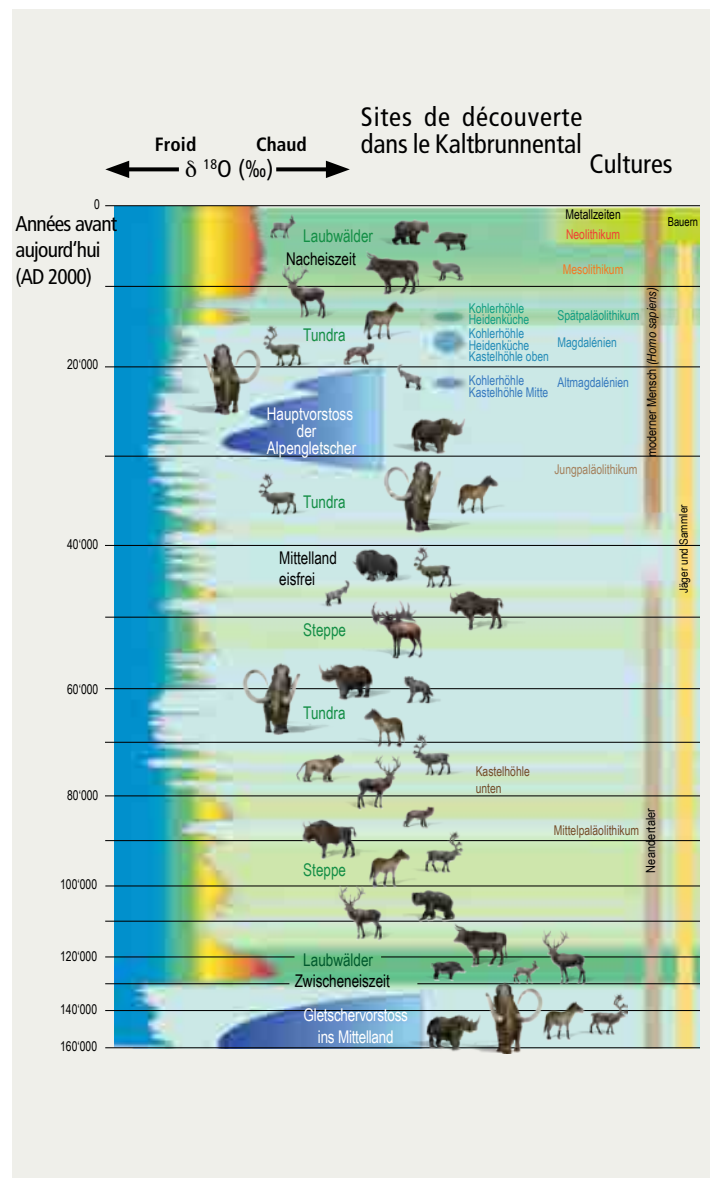 Sites de découverte
dans le Kaltbrunnental
Froid
Chaud
δ ¹⁸O (‰)
Cultures
Années avant
aujourd'hui
(AD 2000)
0
20'000
40'000
60'000
80'000
100'000
120'000
140'000
160'000
Laubwälder
Nacheiszeit
Tundra
Hauptvorstoss
der
Alpengletscher
Tundra
Mittelland
eisfrei
Steppe
Tundra
Steppe
Laubwälder
Zwischeneiszeit
Gletschervorstoss
ins Mittelland
Kohlerhöhle
Heidenküche
Kohlerhöhle
Heidenküche
Kastelhöhle oben
Kohlerhöhle
Kastelhöhle Mitte
Kastelhöhle
unten
Metallzeiten
Neolithikum
Mesolithikum
Spätpaläolithikum
Magdalénien
Altmagdalénien
Jungpaläolithikum
Mittelpaläolithikum
moderner Mensch (Homo sapiens)
Neandertaler
Bauern
Jäger und Sammler